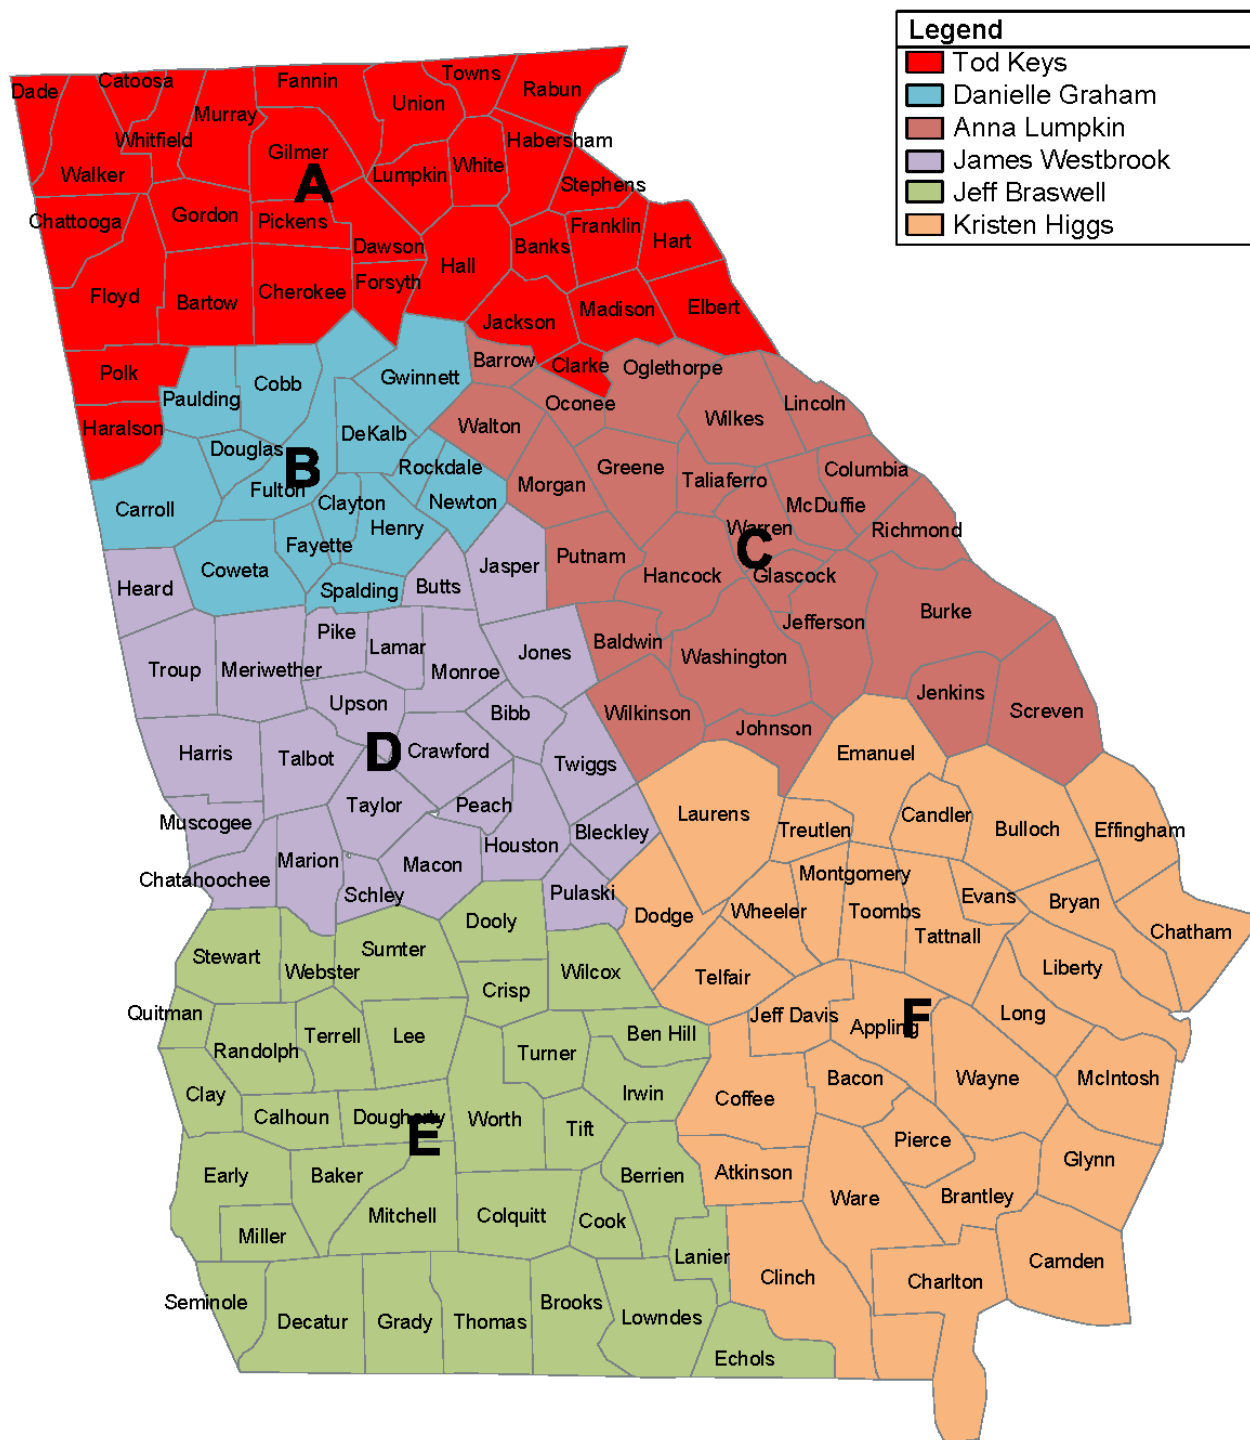 Legend
Tod Keys
Danielle Graham
Anna Lumpkin
James Westbrook
Jeff Braswell
Kristen Higgs
Dade
Catoosa
Fannin
Towns
Rabun
Union
Murray
Whitfield
Habersham
Gilmer
Walker
Lumpkin
White
A
Stephens
Chattooga
Gordon
Pickens
Franklin
Hart
Dawson
Banks
Hall
Forsyth
Floyd
Bartow
Cherokee
Jackson
Madison
Elbert
Polk
Barrow
Clarke
Oglethorpe
Cobb
Gwinnett
Paulding
Oconee
Lincoln
Haralson
Walton
Wilkes
DeKalb
Douglas
B
Rockdale
Greene
Columbia
Fulton
Morgan
Taliaferro
Carroll
Clayton
Newton
McDuffie
Henry
Warren
Richmond
Fayette
C
Putnam
Jasper
Coweta
Hancock
Glascock
Heard
Spalding
Butts
Burke
Jefferson
Pike
Lamar
Baldwin
Jones
Washington
Troup
Meriwether
Monroe
Jenkins
Upson
Bibb
Wilkinson
Screven
Johnson
Harris
Talbot
D
Crawford
Emanuel
Twiggs
Taylor
Peach
Laurens
Candler
Muscogee
Treutlen
Bulloch
Effingham
Bleckley
Houston
Marion
Macon
Chatahoochee
Montgomery
Schley
Pulaski
Evans
Bryan
Dodge
Wheeler
Toombs
Dooly
Tattnall
Chatham
Sumter
Stewart
Webster
Wilcox
Liberty
Telfair
Crisp
Quitman
Jeff Davis
F
Long
Appling
Terrell
Lee
Ben Hill
Randolph
Turner
Bacon
Wayne
McIntosh
Clay
Irwin
Coffee
Calhoun
Dougherty
Worth
Tift
E
Pierce
Glynn
Early
Baker
Berrien
Atkinson
Ware
Brantley
Mitchell
Colquitt
Cook
Miller
Lanier
Camden
Clinch
Charlton
Seminole
Brooks
Decatur
Grady
Thomas
Lowndes
Echols